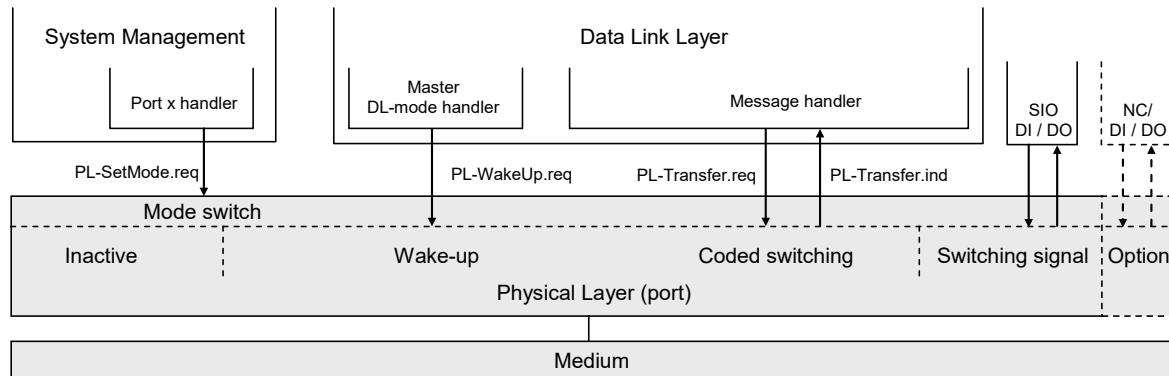 System Management
Data Link Layer
Port x handler
Master
DL-mode handler
Message handler
SIO
DI / DO
NC/
DI / DO
PL-SetMode.req
PL-WakeUp.req
PL-Transfer.req
PL-Transfer.ind
Mode switch
Inactive
Wake-up
Coded switching
Switching signal
Option
Physical Layer (port)
Medium